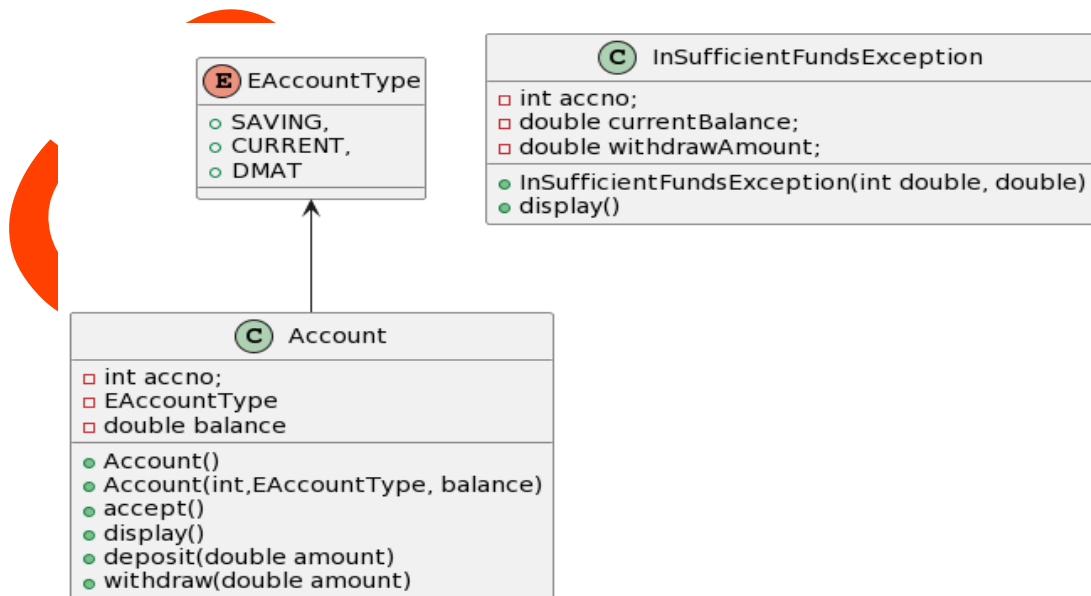 E EAccountType
SAVING,
CURRENT,
DMAT
C InSufficientFundsException
int accno;
double currentBalance;
double withdrawAmount;
InSufficientFundsException(int double, double)
display()
C Account
int accno;
EAccountType
double balance
Account()
Account(int,EAccountType, balance)
accept()
display()
deposit(double amount)
withdraw(double amount)